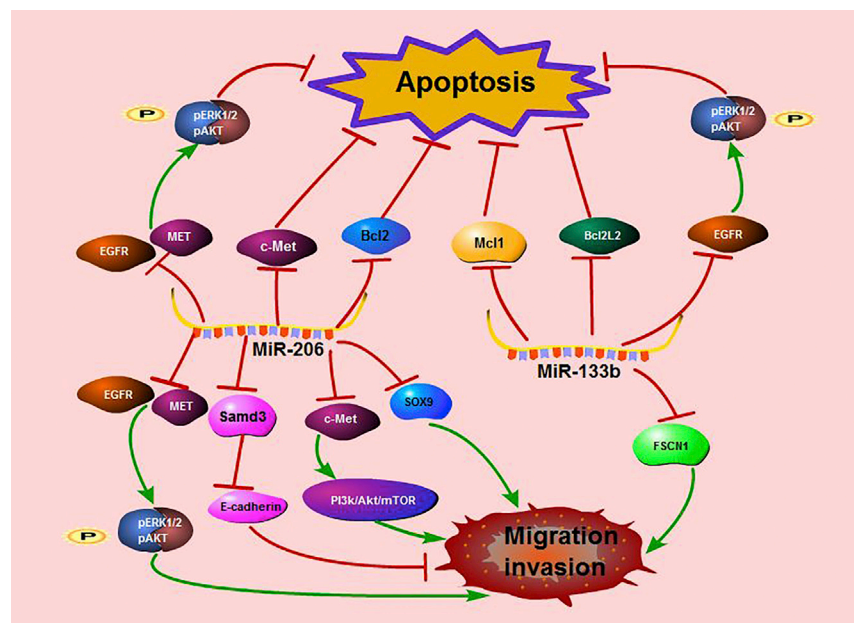 Apoptosis
P
pERK1/2
pAKT
pERK1/2
pAKT
P
EGFR
MET
c-Met
Bcl2
Mcl1
Bcl2L2
EGFR
MiR-206
MiR-133b
EGFR
MET
Samd3
c-Met
SOX9
FSCN1
E-cadherin
PI3k/Akt/mTOR
P
pERK1/2
pAKT
Migration
invasion